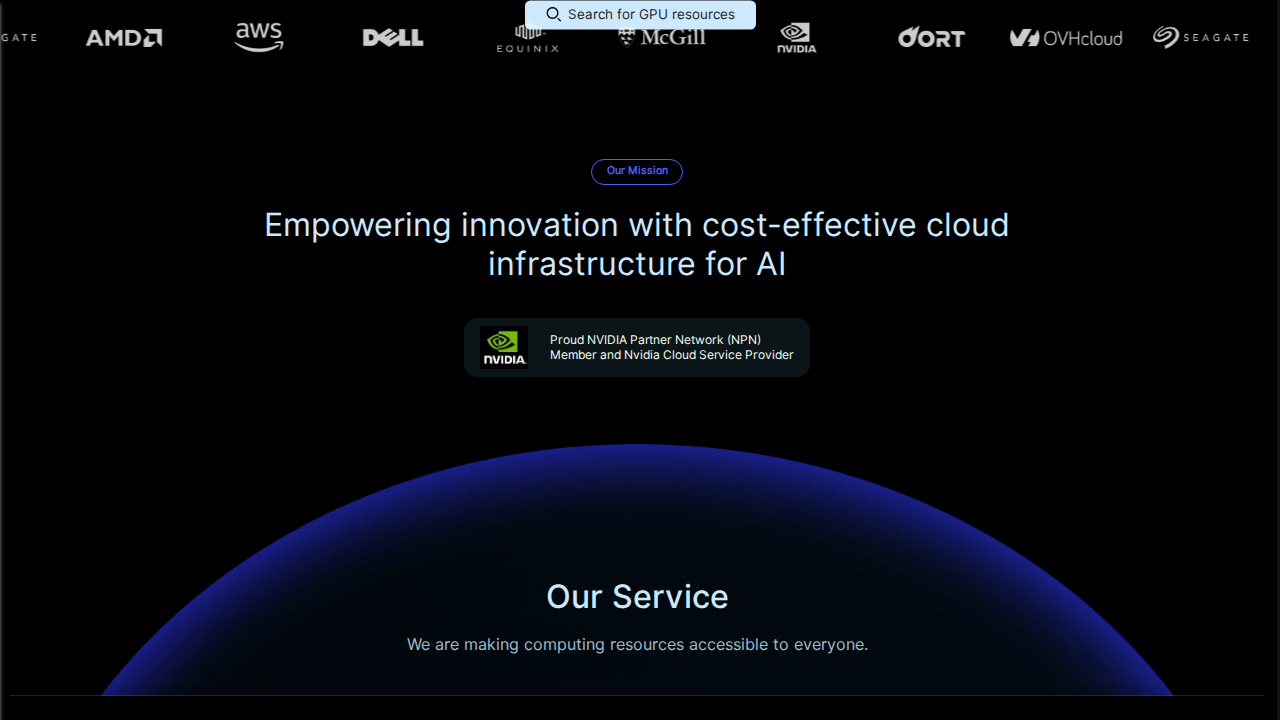 Search for GPU resources
GATE
AMD
aws
DELL
EQUINIX
McGill
NVIDIA
ORT
OVHcloud
SEAGATE
Our Mission
Empowering innovation with cost-effective cloud
infrastructure for AI
NVIDIA.
Proud NVIDIA Partner Network (NPN)
Member and Nvidia Cloud Service Provider
Our Service
We are making computing resources accessible to everyone.